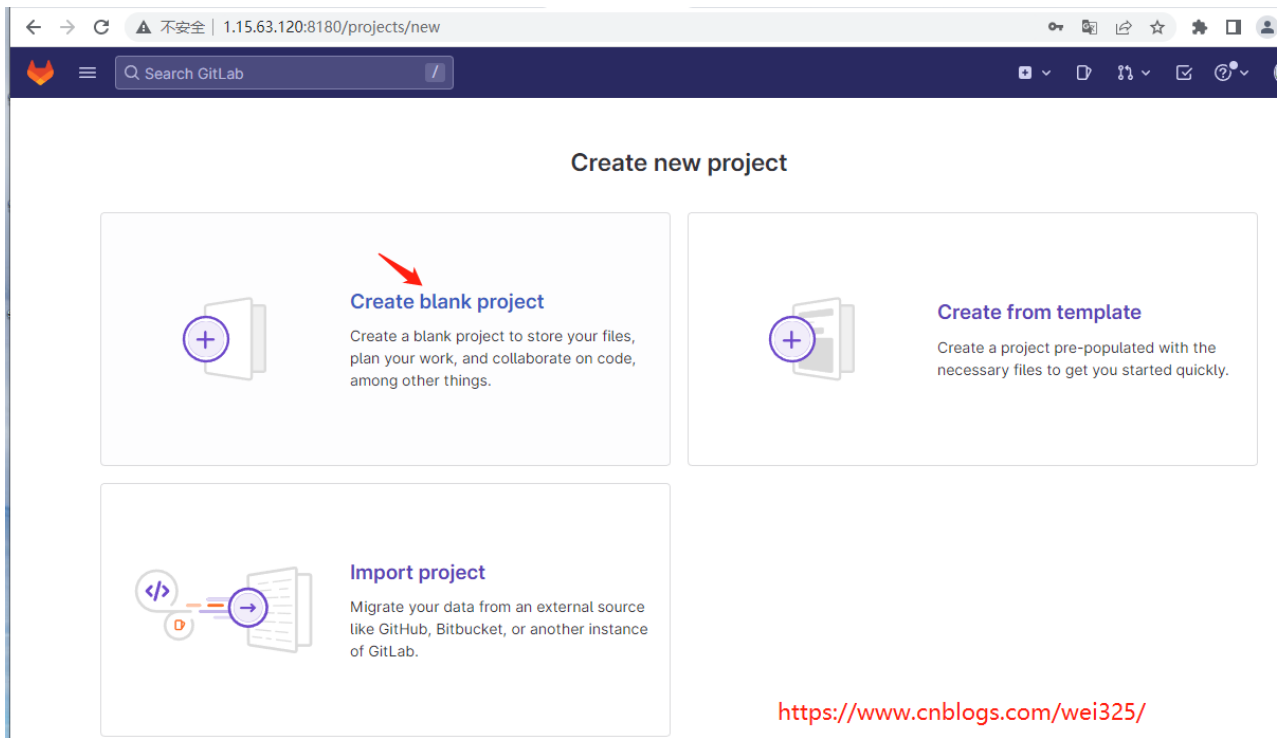 不安全 1.15.63.120:8180/projects/new
Search GitLab /
Create new project
Create blank project
Create a blank project to store your files,
plan your work, and collaborate on code,
among other things.
Create from template
Create a project pre-populated with the
necessary files to get you started quickly.
Import project
Migrate your data from an external source
like GitHub, Bitbucket, or another instance
of GitLab.
https://www.cnblogs.com/wei325/